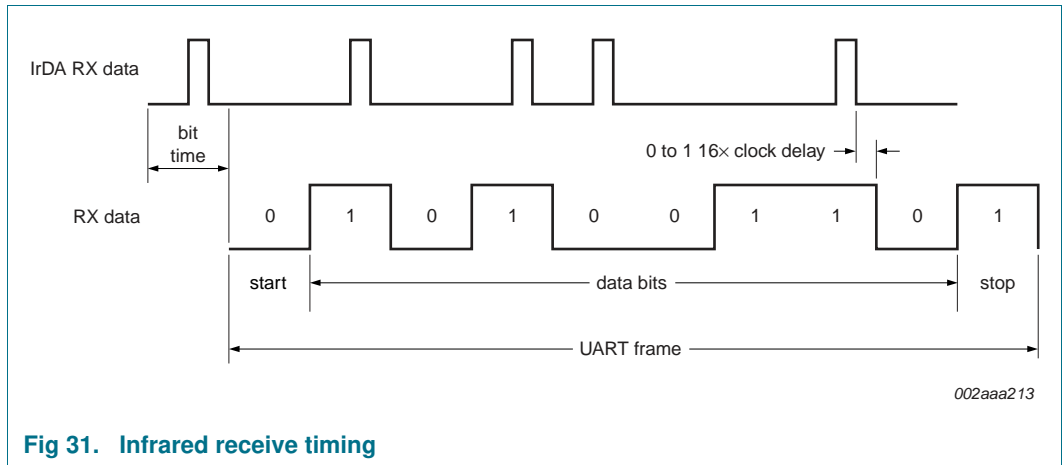 IrDA RX data
bit
time
0 to 1 16× clock delay
RX data
0 1 0 1 0 0 1 1 0 1
start
data bits
stop
UART frame
002aaa213
Fig 31. Infrared receive timing